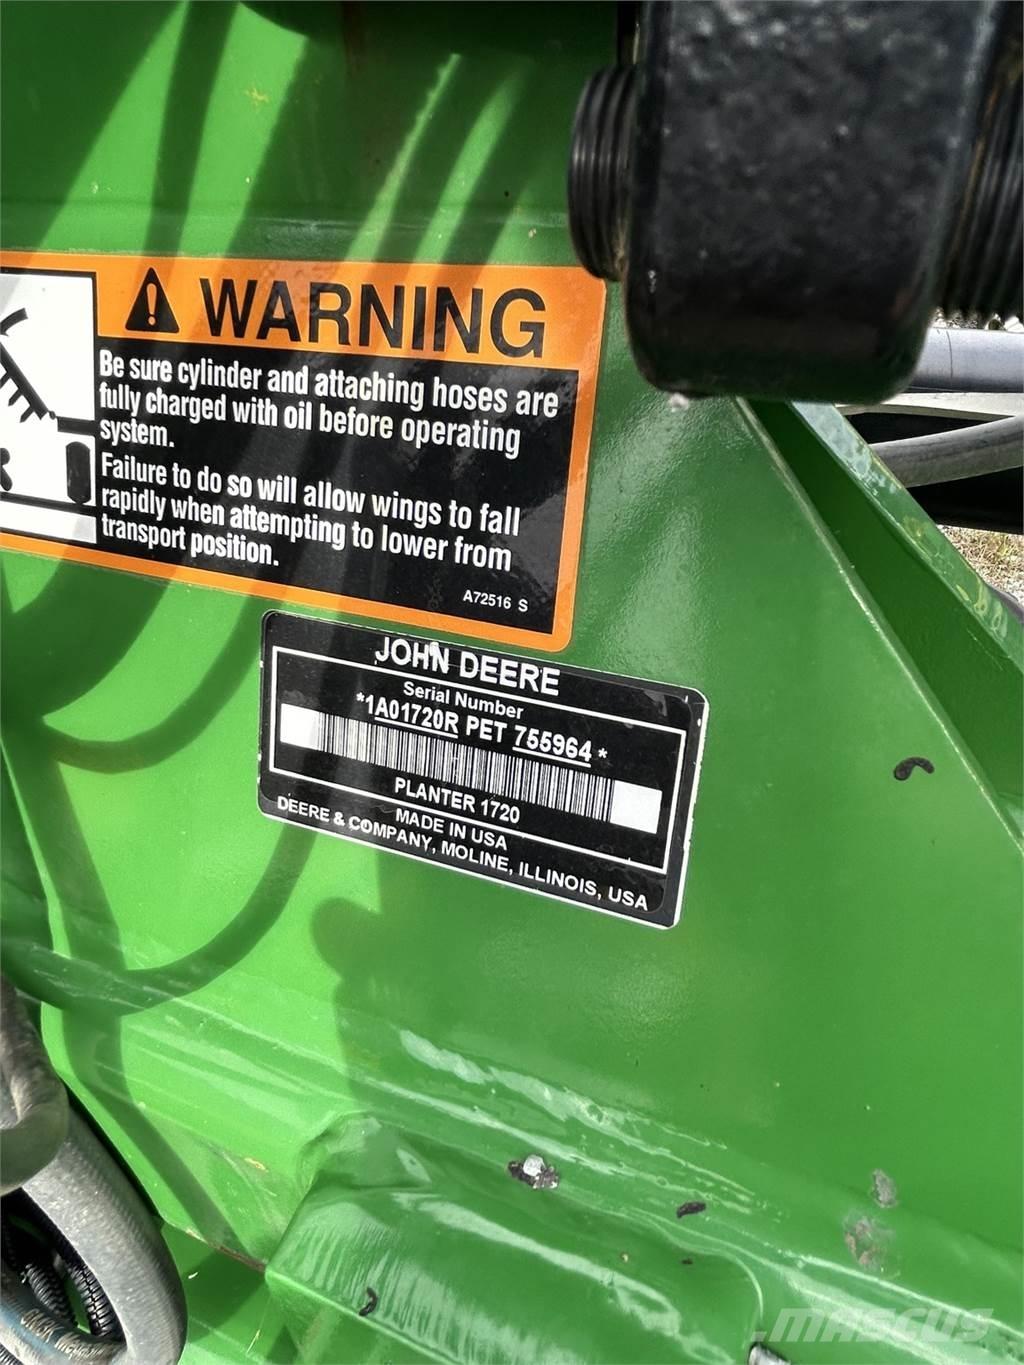 WARNING
Be sure cylinder and attaching hoses are
fully charged with oil before operating
system.
Failure to do so will allow wings to fall
rapidly when attempting to lower from
transport position.
A72516 S
JOHN DEERE
Serial Number
*1A01720R PET 755964*
PLANTER 1720
MADE IN USA
DEERE & COMPANY, MOLINE, ILLINOIS, USA
MASCUS